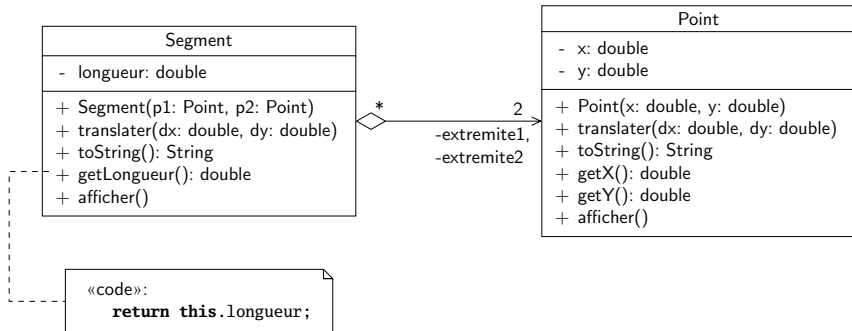 Segment
- longueur: double
+ Segment(p1: Point, p2: Point)
+ translater(dx: double, dy: double)
+ toString(): String
+ getLongueur(): double
+ afficher()
*
2
-extremite1,
-extremite2
Point
- x: double
- y: double
+ Point(x: double, y: double)
+ translater(dx: double, dy: double)
+ toString(): String
+ getX(): double
+ getY(): double
+ afficher()
«code»:
return this.longueur;